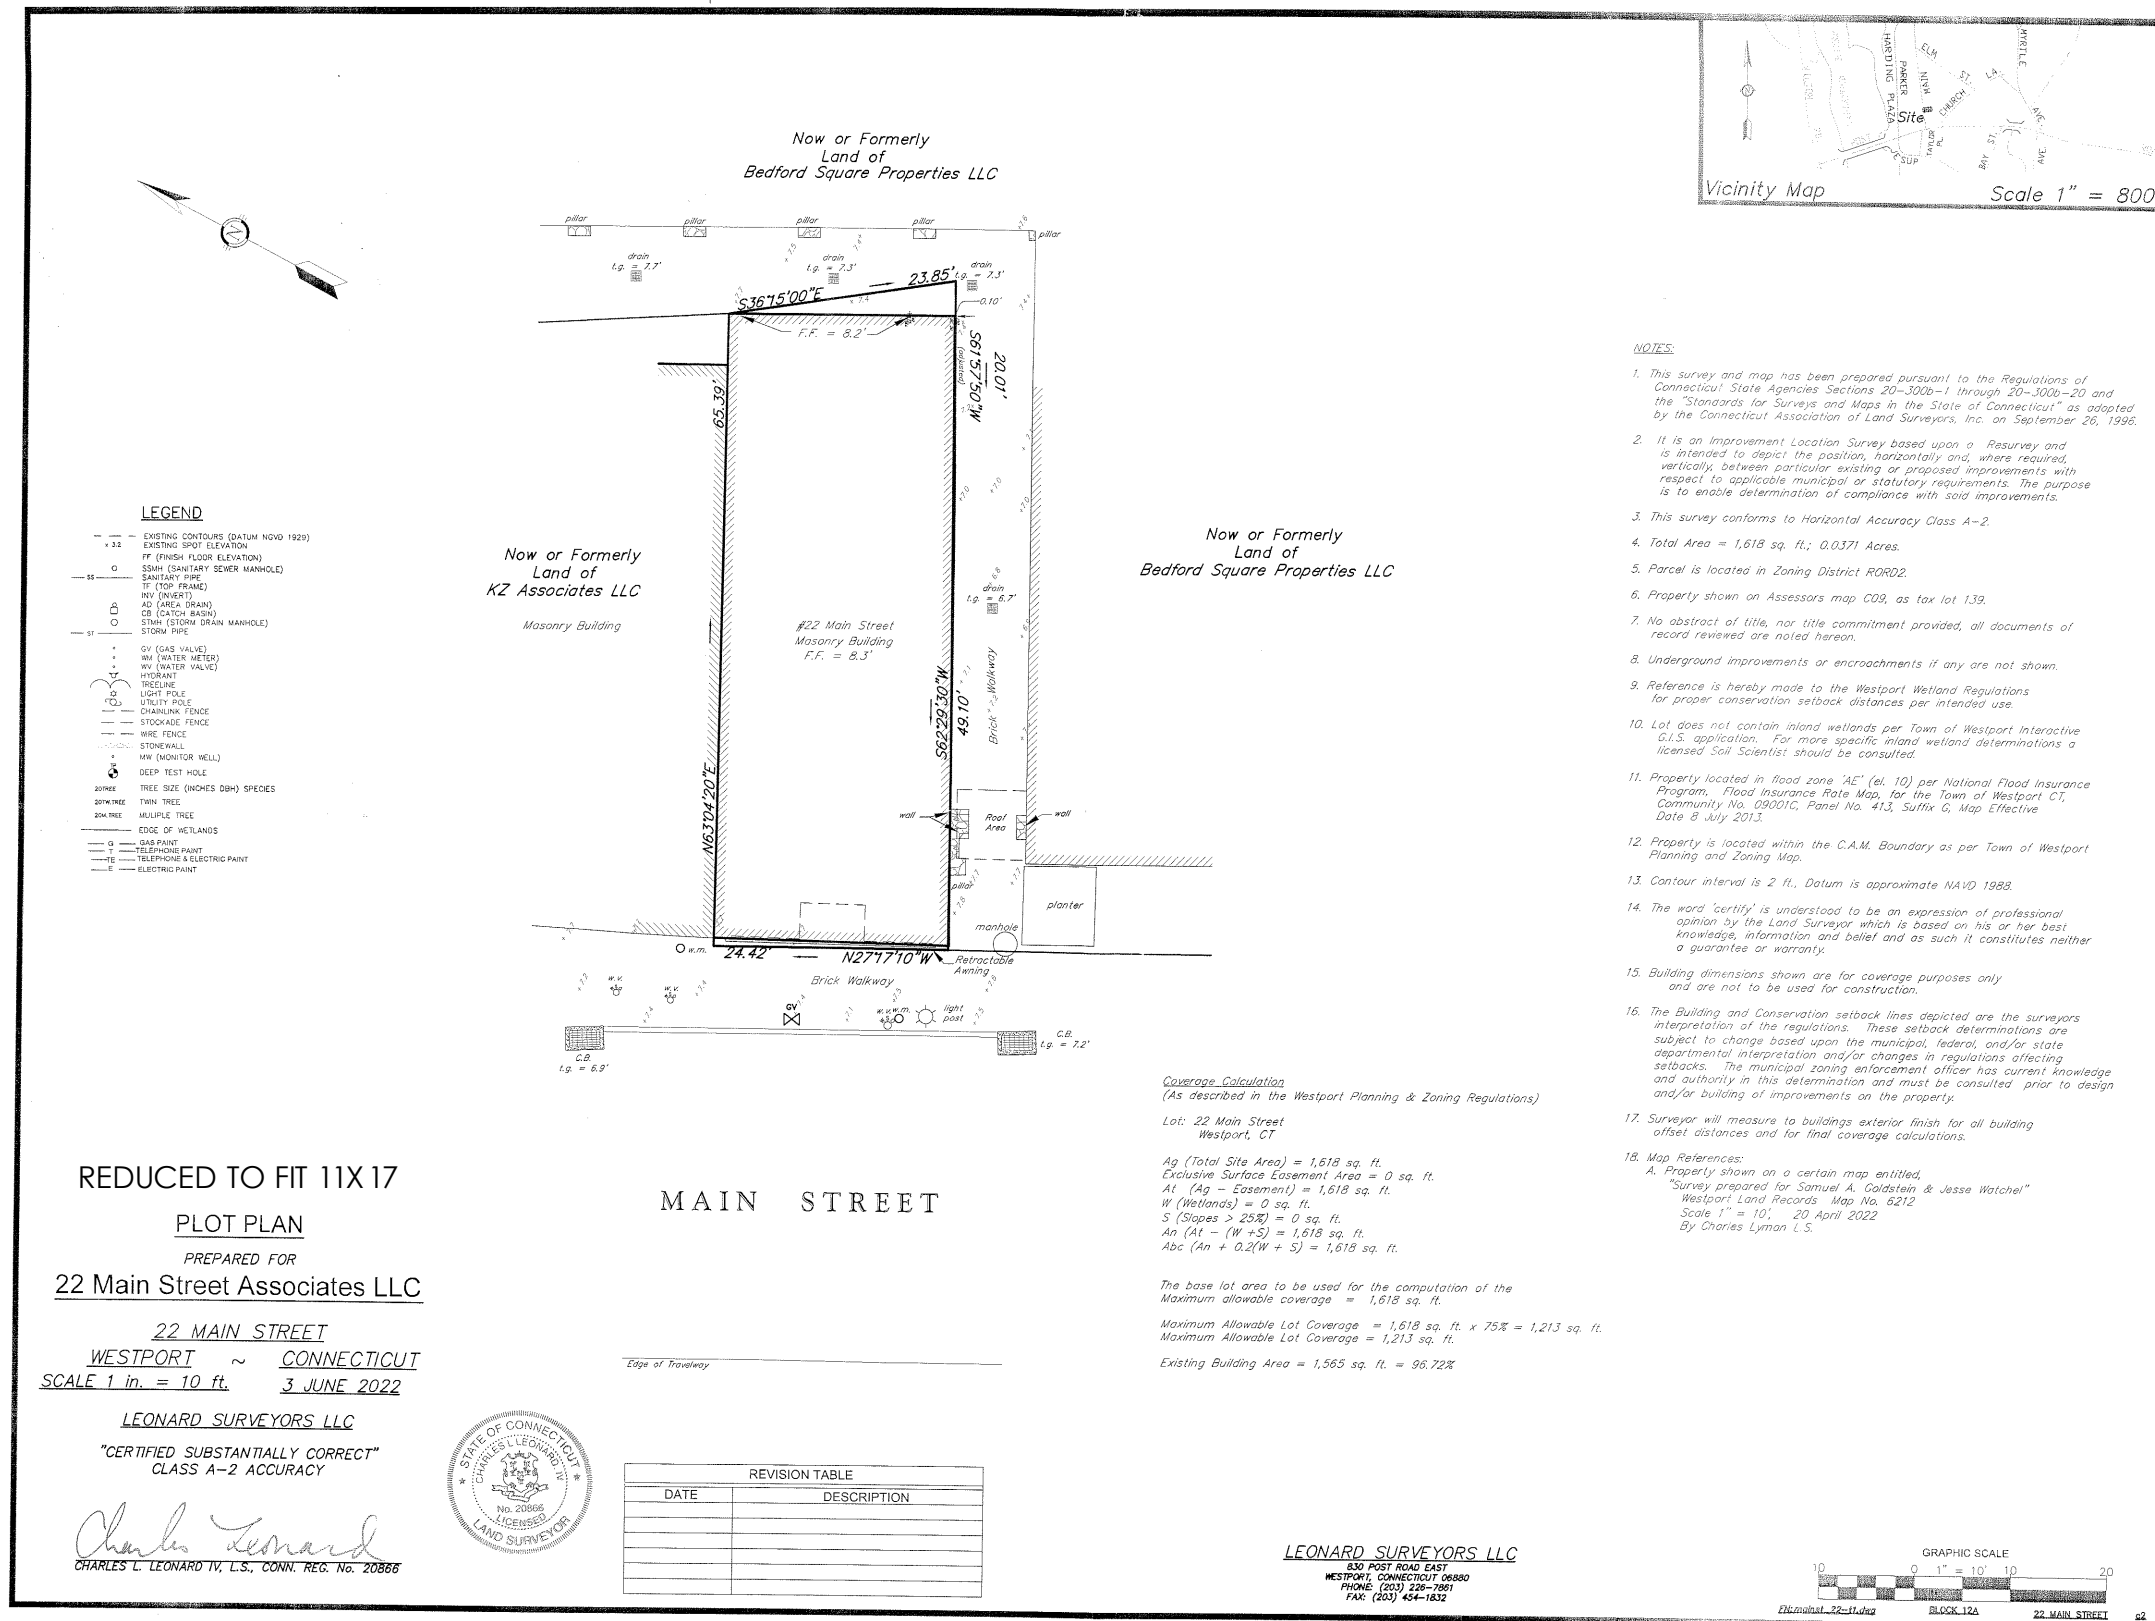 HARDING PLAZA
PARKER
MAIN
ELM
ST.
CHURCH
LA
MYRTLE
AVE.
AVE.
BAY ST.
TAYLOR PL.
JESUP
Site
Vicinity Map
Scale 1" = 800
Now or Formerly
Land of
Bedford Square Properties LLC
N
pillar
pillar
pillar
pillar
pillar
drain
t.g. = 7.7'
drain
t.g. = 7.3'
drain
t.g. = 7.3'
S36°15'00"E
23.85'
0.10'
F.F. = 8.2'
S61°57'50"W
(adjusted)
20.01'
65.39'
N63°04'20"E
S62°29'30"W
49.10'
Now or Formerly
Land of
KZ Associates LLC
Masonry Building
#22 Main Street
Masonry Building
F.F. = 8.3'
Now or Formerly
Land of
Bedford Square Properties LLC
drain
t.g. = 6.7'
Brick Walkway
wall
Roof
Area
wall
pillar
planter
manhole
w.m.
24.42'
N27°17'10"W
Retractable
Awning
Brick Walkway
w.v.
w.v.
GV
w.v.
w.m.
light
post
C.B.
t.g. = 6.9'
C.B.
t.g. = 7.2'
LEGEND
EXISTING CONTOURS (DATUM NGVD 1929)
x 3.2 EXISTING SPOT ELEVATION
FF (FINISH FLOOR ELEVATION)
SSMH (SANITARY SEWER MANHOLE)
SS SANITARY PIPE
TF (TOP FRAME)
INV (INVERT)
AD (AREA DRAIN)
CB (CATCH BASIN)
STMH (STORM DRAIN MANHOLE)
ST STORM PIPE
GV (GAS VALVE)
WM (WATER METER)
WV (WATER VALVE)
HYDRANT
TREELINE
LIGHT POLE
UTILITY POLE
CHAINLINK FENCE
STOCKADE FENCE
WIRE FENCE
STONEWALL
MW (MONITOR WELL)
DEEP TEST HOLE
20TREE TREE SIZE (INCHES DBH) SPECIES
20TW.TREE TWIN TREE
20M.TREE MULIPLE TREE
EDGE OF WETLANDS
G GAS PAINT
T TELEPHONE PAINT
TE TELEPHONE & ELECTRIC PAINT
E ELECTRIC PAINT
NOTES:
1. This survey and map has been prepared pursuant to the Regulations of
Connecticut State Agencies Sections 20-300b-1 through 20-300b-20 and
the "Standards for Surveys and Maps in the State of Connecticut" as adopted
by the Connecticut Association of Land Surveyors, Inc. on September 26, 1996.
2. It is an Improvement Location Survey based upon a Resurvey and
is intended to depict the position, horizontally and, where required,
vertically, between particular existing or proposed improvements with
respect to applicable municipal or statutory requirements. The purpose
is to enable determination of compliance with said improvements.
3. This survey conforms to Horizontal Accuracy Class A-2.
4. Total Area = 1,618 sq. ft.; 0.0371 Acres.
5. Parcel is located in Zoning District RORD2.
6. Property shown on Assessors map C09, as tax lot 139.
7. No abstract of title, nor title commitment provided, all documents of
record reviewed are noted hereon.
8. Underground improvements or encroachments if any are not shown.
9. Reference is hereby made to the Westport Wetland Regulations
for proper conservation setback distances per intended use.
10. Lot does not contain inland wetlands per Town of Westport Interactive
G.I.S. application. For more specific inland wetland determinations a
licensed Soil Scientist should be consulted.
11. Property located in flood zone 'AE' (el. 10) per National Flood Insurance
Program. Flood Insurance Rate Map, for the Town of Westport CT,
Community No. 09001C, Panel No. 413, Suffix G, Map Effective
Date 8 July 2013.
12. Property is located within the C.A.M. Boundary as per Town of Westport
Planning and Zoning Map.
13. Contour interval is 2 ft., Datum is approximate NAVD 1988.
14. The word 'certify' is understood to be an expression of professional
opinion by the Land Surveyor which is based on his or her best
knowledge, information and belief and as such it constitutes neither
a guarantee or warranty.
15. Building dimensions shown are for coverage purposes only
and are not to be used for construction.
16. The Building and Conservation setback lines depicted are the surveyors
interpretation of the regulations. These setback determinations are
subject to change based upon the municipal, federal, and/or state
departmental interpretation and/or changes in regulations affecting
setbacks. The municipal zoning enforcement officer has current knowledge
and authority in this determination and must be consulted prior to design
and/or building of improvements on the property.
17. Surveyor will measure to buildings exterior finish for all building
offset distances and for final coverage calculations.
18. Map References:
A. Property shown on a certain map entitled,
"Survey prepared for Samuel A. Goldstein & Jesse Watchel"
Westport Land Records Map No. 6212
Scale 1" = 10', 20 April 2022
By Charles Lyman L.S.
Coverage Calculation
(As described in the Westport Planning & Zoning Regulations)
Lot: 22 Main Street
Westport, CT
Ag (Total Site Area) = 1,618 sq. ft.
Exclusive Surface Easement Area = 0 sq. ft.
At (Ag - Easement) = 1,618 sq. ft.
W (Wetlands) = 0 sq. ft.
S (Slopes > 25%) = 0 sq. ft.
An (At - (W +S) = 1,618 sq. ft.
Abc (An + 0.2(W + S) = 1,618 sq. ft.
The base lot area to be used for the computation of the
Maximum allowable coverage = 1,618 sq. ft.
Maximum Allowable Lot Coverage = 1,618 sq. ft. x 75% = 1,213 sq. ft.
Maximum Allowable Lot Coverage = 1,213 sq. ft.
Existing Building Area = 1,565 sq. ft. = 96.72%
MAIN STREET
Edge of Travelway
REDUCED TO FIT 11X17
PLOT PLAN
PREPARED FOR
22 Main Street Associates LLC
22 MAIN STREET
WESTPORT ~ CONNECTICUT
SCALE 1 in. = 10 ft. 3 JUNE 2022
LEONARD SURVEYORS LLC
"CERTIFIED SUBSTANTIALLY CORRECT"
CLASS A-2 ACCURACY
Charles Leonard
CHARLES L. LEONARD IV, L.S., CONN. REG. No. 20866
STATE OF CONNECTICUT
CHARLES L LEONARD, IV
No. 20866
LICENSED
LAND SURVEYOR
REVISION TABLE
DATE DESCRIPTION
LEONARD SURVEYORS LLC
830 POST ROAD EAST
WESTPORT, CONNECTICUT 06880
PHONE: (203) 226-7861
FAX: (203) 454-1832
GRAPHIC SCALE
1" = 10'
10 0 10 20
BLOCK 12A
22 MAIN STREET